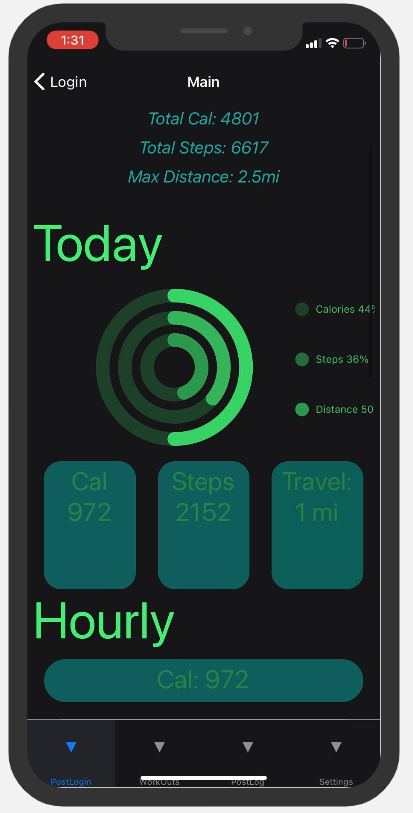 1:31
Login
Main
Total Cal: 4801
Total Steps: 6617
Max Distance: 2.5mi
Today
Calories 44%
Steps 36%
Distance 50
Cal
972
Steps
2152
Travel:
1 mi
Hourly
Cal: 972
PostLogin
WorkOuts
PostLog
Settings